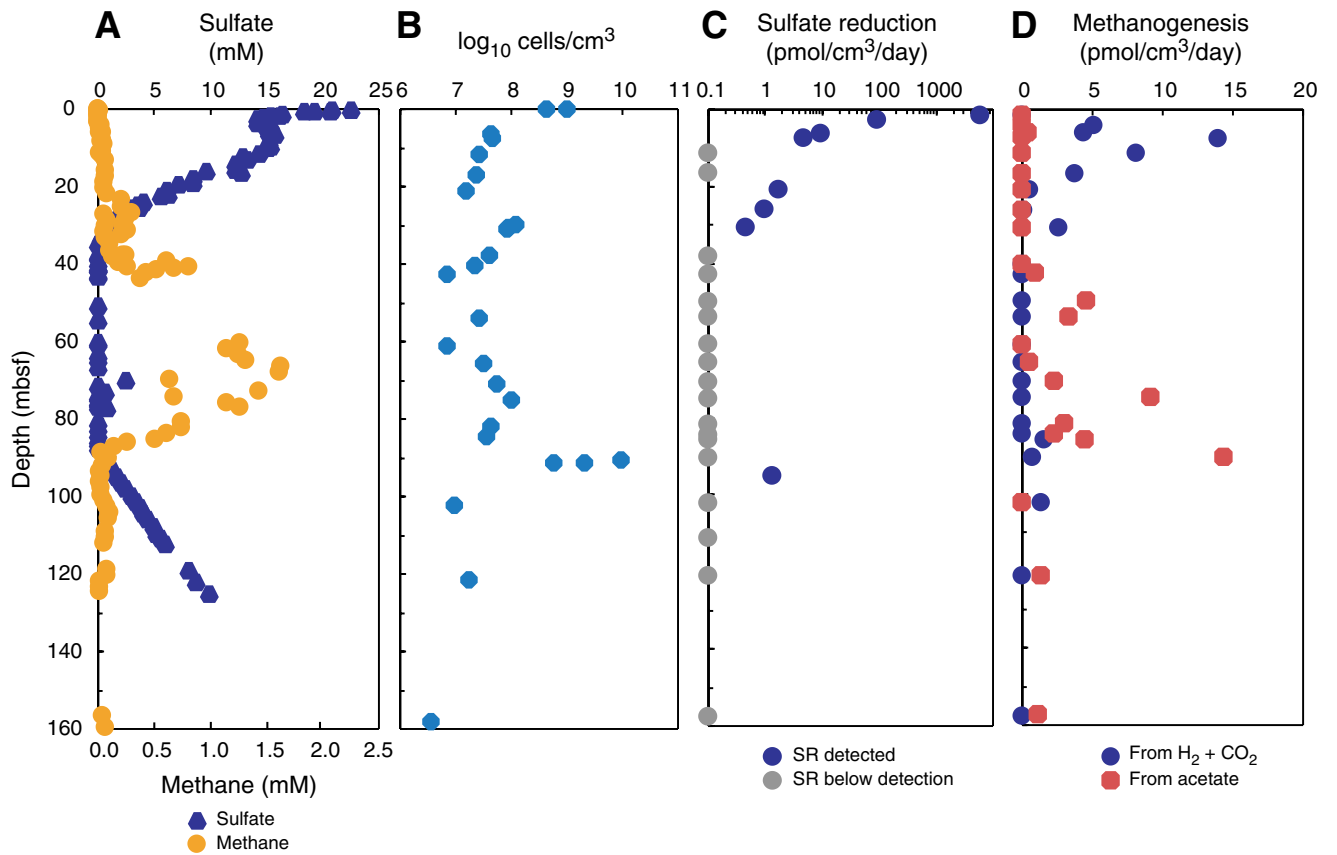 A
Sulfate
(mM)
0 5 10 15 20 25
B
log10 cells/cm3
6 7 8 9 10 11
C
Sulfate reduction
(pmol/cm3/day)
0.1 1 10 100 1000
D
Methanogenesis
(pmol/cm3/day)
0 5 10 15 20
Depth (mbsf)
0
20
40
60
80
100
120
140
160
0.0 0.5 1.0 1.5 2.0 2.5
Methane (mM)
Sulfate
Methane
SR detected
SR below detection
From H2 + CO2
From acetate